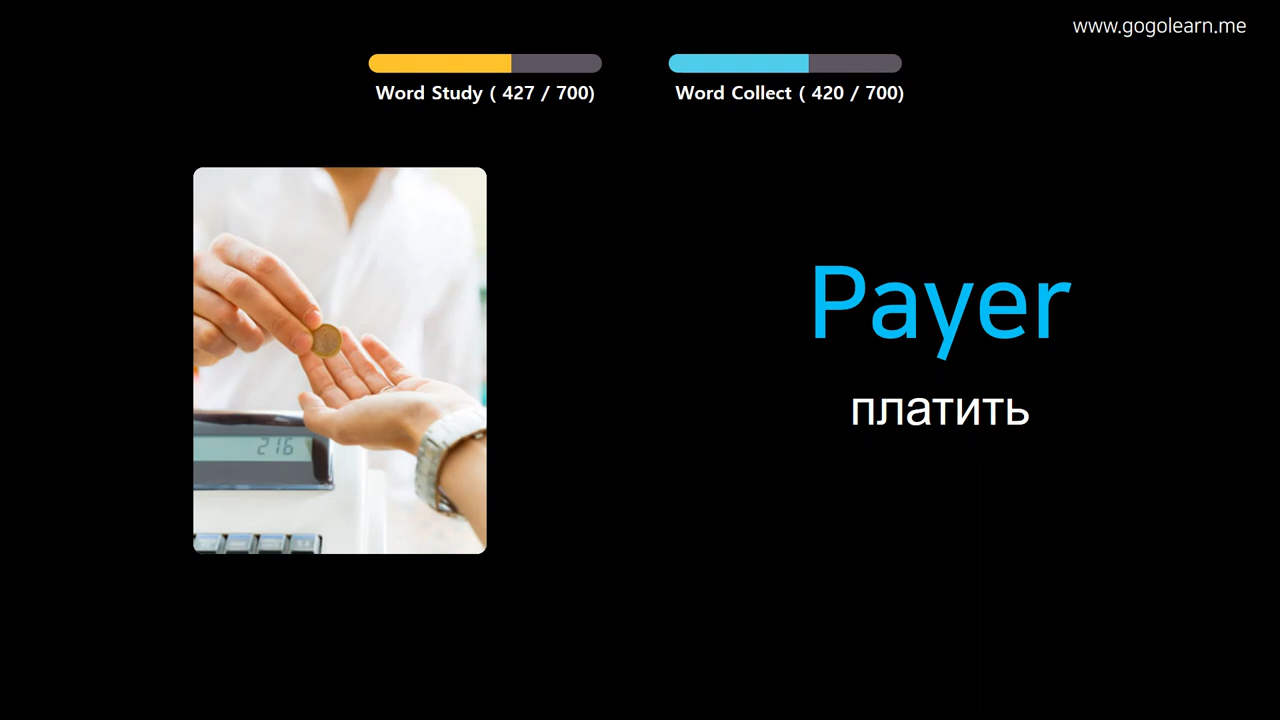 www.gogolearn.me
Word Study ( 427 / 700)
Word Collect ( 420 / 700)
Payer
платить
216